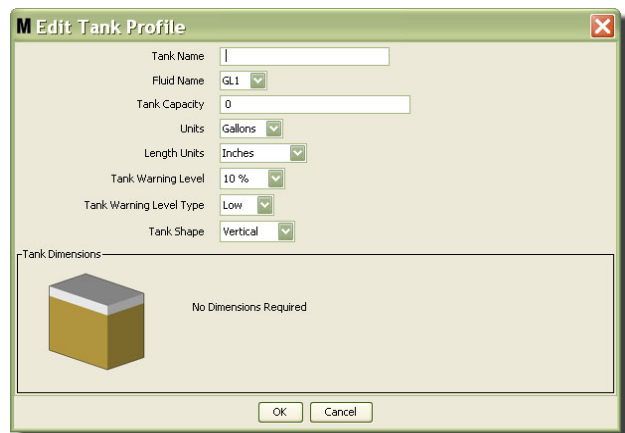 M Edit Tank Profile
Tank Name
Fluid Name GL1
Tank Capacity 0
Units Gallons
Length Units Inches
Tank Warning Level 10 %
Tank Warning Level Type Low
Tank Shape Vertical
Tank Dimensions
No Dimensions Required
OK Cancel